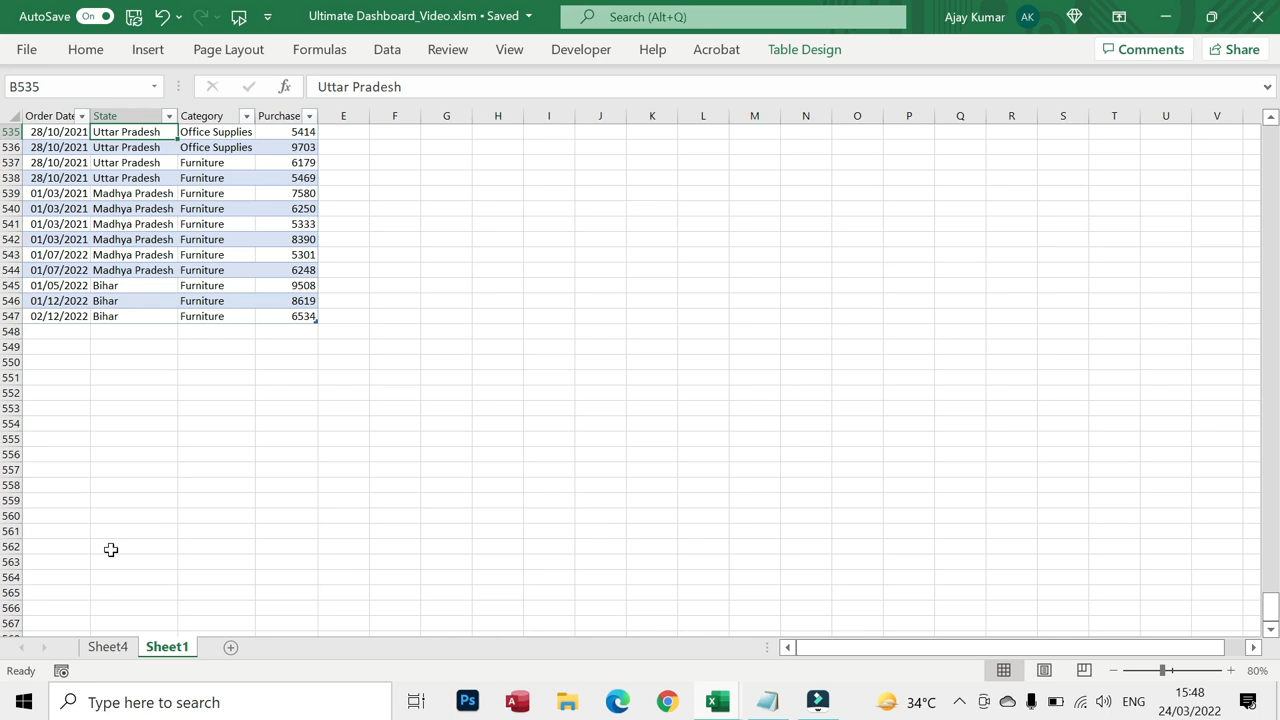 AutoSave On Ultimate Dashboard_Video.xlsm • Saved Search (Alt+Q) Ajay Kumar AK
File Home Insert Page Layout Formulas Data Review View Developer Help Acrobat Table Design Comments Share
B535 fx Uttar Pradesh
Order Date State Category Purchase E F G H I J K L M N O P Q R S T U V
535 28/10/2021 Uttar Pradesh Office Supplies 5414
536 28/10/2021 Uttar Pradesh Office Supplies 9703
537 28/10/2021 Uttar Pradesh Furniture 6179
538 28/10/2021 Uttar Pradesh Furniture 5469
539 01/03/2021 Madhya Pradesh Furniture 7580
540 01/03/2021 Madhya Pradesh Furniture 6250
541 01/03/2021 Madhya Pradesh Furniture 5333
542 01/03/2021 Madhya Pradesh Furniture 8390
543 01/07/2022 Madhya Pradesh Furniture 5301
544 01/07/2022 Madhya Pradesh Furniture 6248
545 01/05/2022 Bihar Furniture 9508
546 01/12/2022 Bihar Furniture 8619
547 02/12/2022 Bihar Furniture 6534
548
549
550
551
552
553
554
555
556
557
558
559
560
561
562
563
564
565
566
567
Sheet4 Sheet1
Ready 80%
Type here to search Ps A X 34°C ENG 15:48
24/03/2022